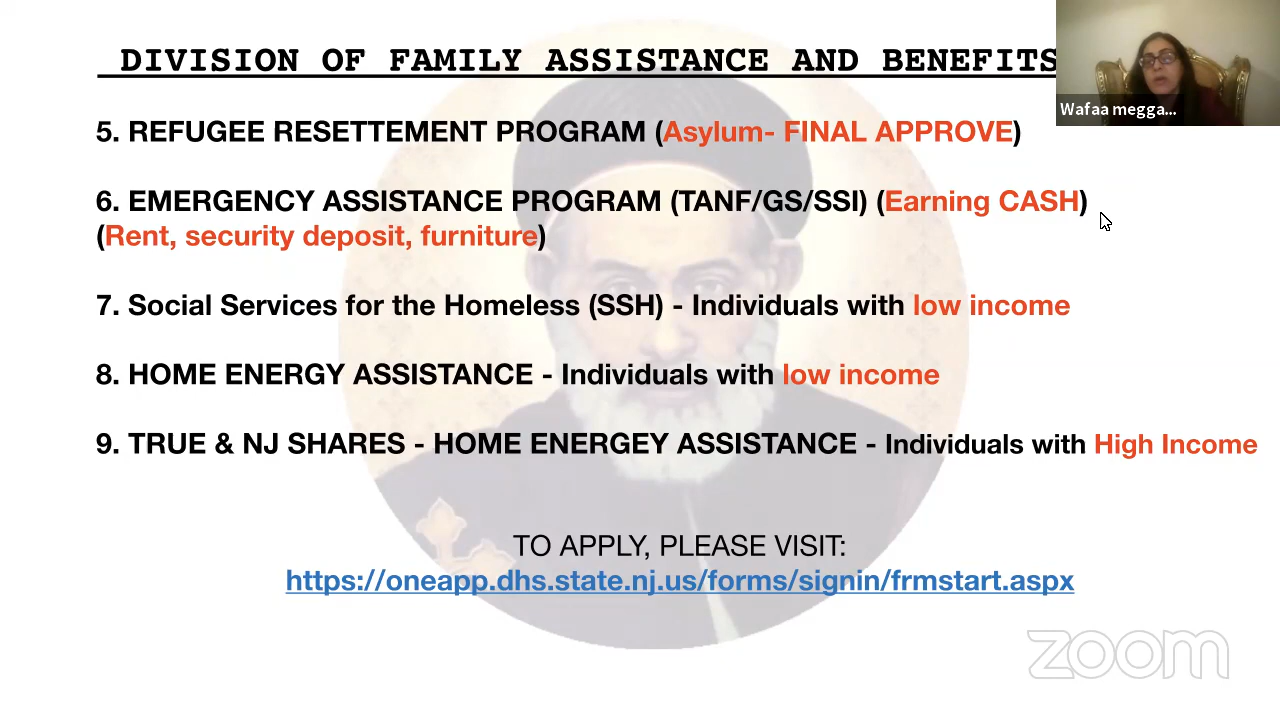 DIVISION OF FAMILY ASSISTANCE AND BENEFITS
Wafaa megga...
5. REFUGEE RESETTEMENT PROGRAM (Asylum- FINAL APPROVE)
6. EMERGENCY ASSISTANCE PROGRAM (TANF/GS/SSI) (Earning CASH)
(Rent, security deposit, furniture)
7. Social Services for the Homeless (SSH) - Individuals with low income
8. HOME ENERGY ASSISTANCE - Individuals with low income
9. TRUE & NJ SHARES - HOME ENERGEY ASSISTANCE - Individuals with High Income
TO APPLY, PLEASE VISIT:
https://oneapp.dhs.state.nj.us/forms/signin/frmstart.aspx
zoom